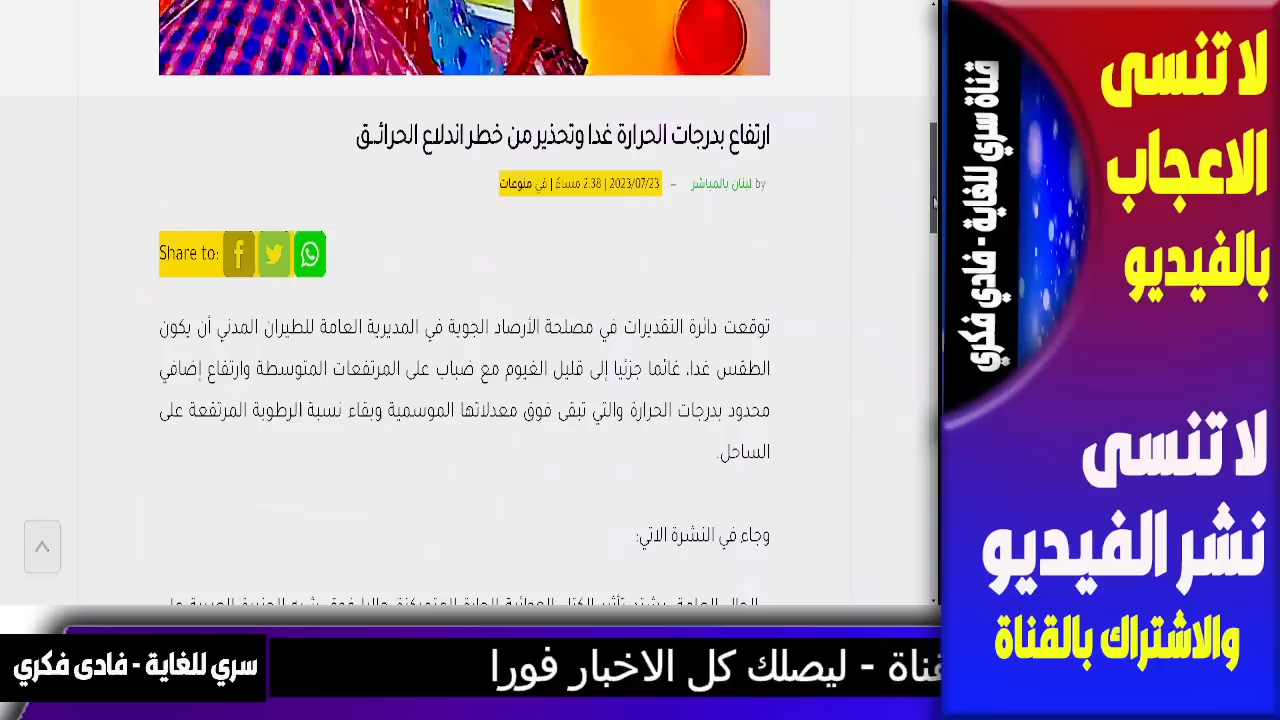 ارتفاع بدرجات الحرارة غدا وتحذير من خطر اندلاع الحرائـق
by لبنان بالمباشر – 2023/07/23 | 2:38 مساءً | في منوعات
Share to:
توقعت دائرة التقديرات في مصلحة الأرصاد الجوية في المديرية العامة للطيران المدني أن يكون
الطقس غدا، غائما جزئيا إلى قليل الغيوم مع ضباب على المرتفعات المتوسطة وارتفاع إضافي
محدود بدرجات الحرارة والتي تبقى فوق معدلاتها الموسمية وبقاء نسبة الرطوبة المرتفعة على
الساحل.
وجاء في النشرة الاتي:
لا تنسى
الاعجاب
بالفيديو
قناة سري للغاية - فادي فكري
لا تنسى
نشر الفيديو
والاشتراك بالقناة
سري للغاية - فادى فكري
قناة - ليصلك كل الاخبار فورا